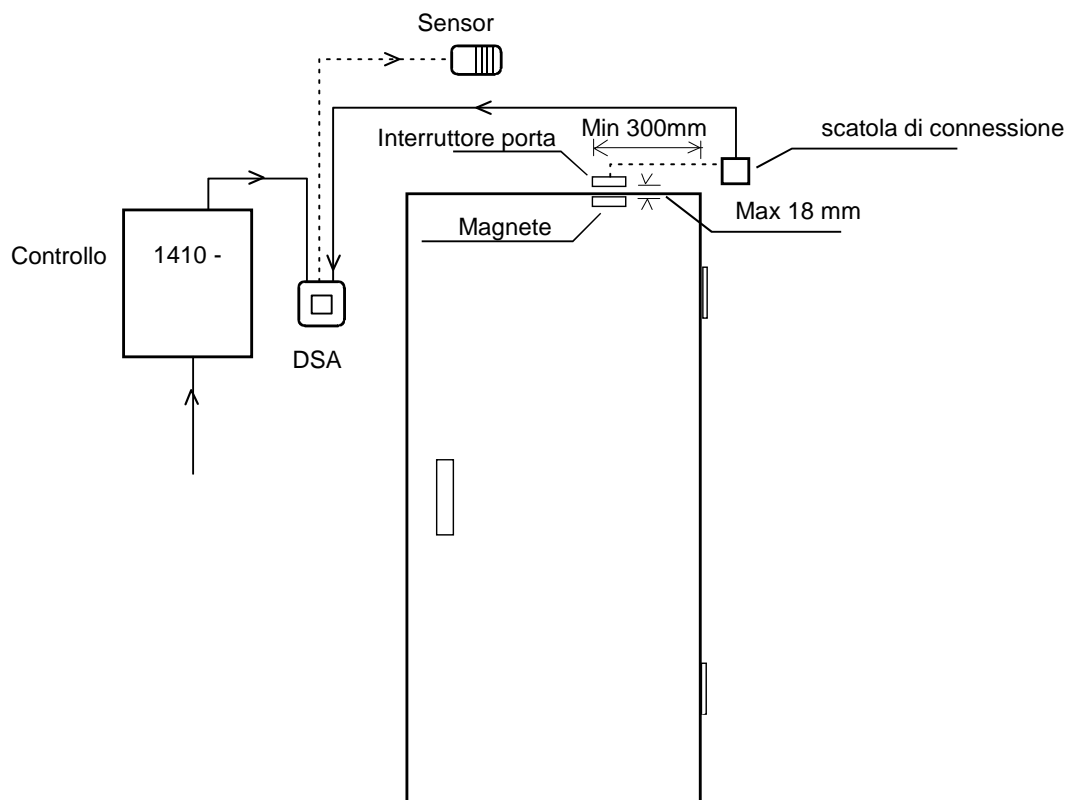 Sensor
Min 300mm
scatola di connessione
Interruttore porta
Max 18 mm
Magnete
Controllo
1410 -
DSA